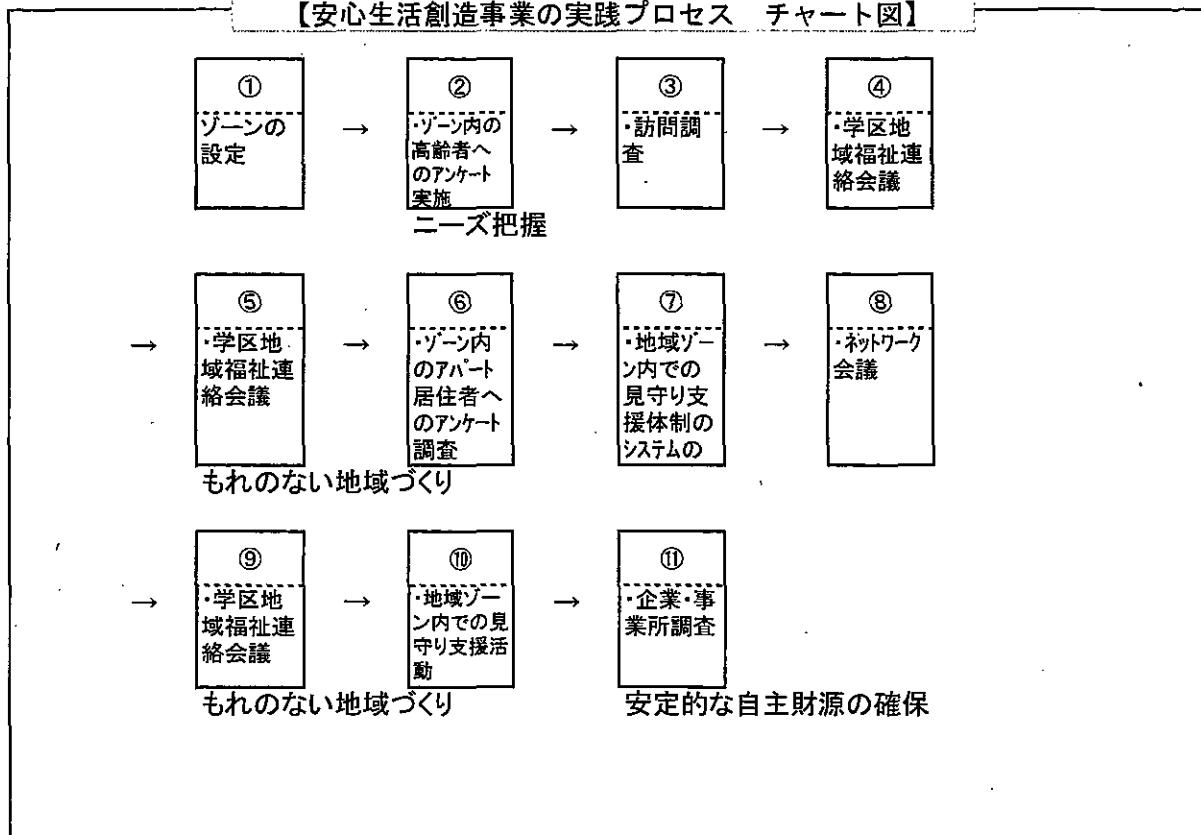 【安心生活創造事業の実践プロセス　チャート図】
①
ゾーンの
設定
→
②
・ゾーン内の
高齢者へ
のアンケート
実施
→
③
・訪問調
査
→
④
・学区地
域福祉連
絡会議
ニーズ把握
→
⑤
・学区地
域福祉連
絡会議
→
⑥
・ゾーン内
のアパート
居住者へ
のアンケート
調査
→
⑦
・地域ゾー
ン内での
見守り支
援体制の
システムの
→
⑧
・ネットワーク
会議
もれのない地域づくり
→
⑨
・学区地
域福祉連
絡会議
→
⑩
・地域ゾー
ン内での見
守り支援活
動
→
⑪
・企業・事
業所調査
もれのない地域づくり
安定的な自主財源の確保